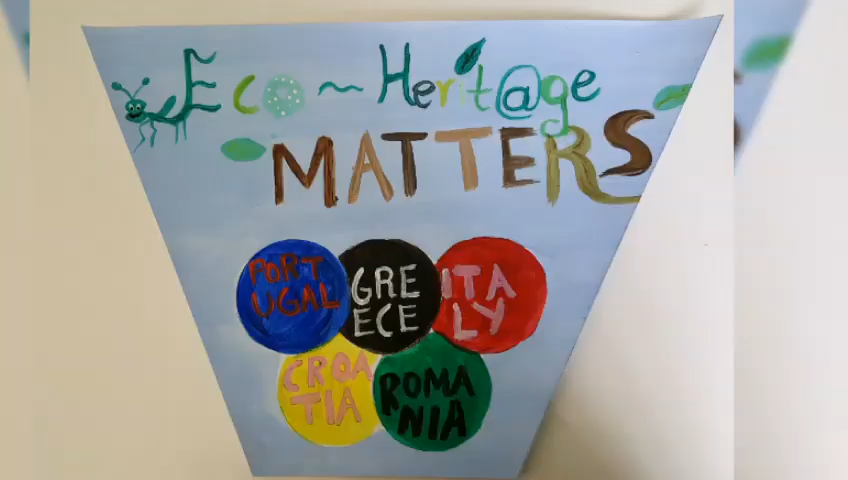 Eco ~ Herit@ge
MATTERS
PORT
UGAL
GRE
ECE
ITA
LY
CROA
TIA
ROMA
NIA